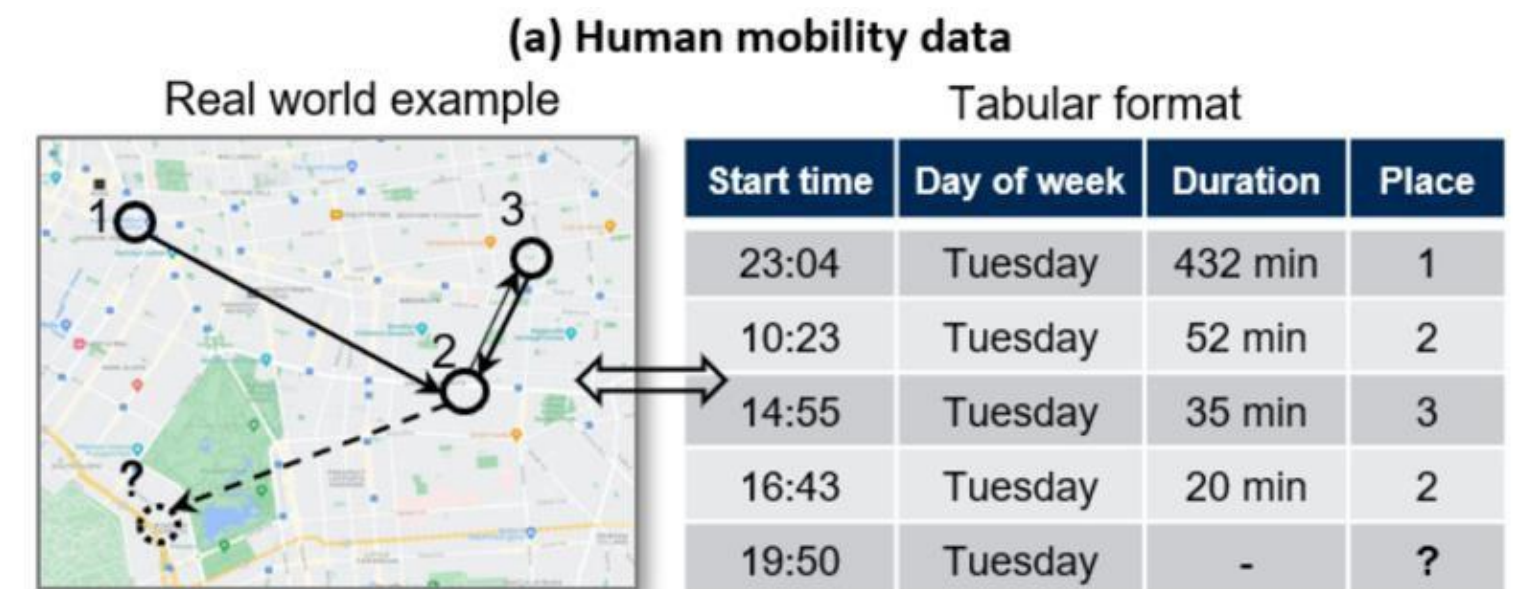 (a) Human mobility data
Real world example
Tabular format
1
3
2
?
Start time Day of week Duration Place
23:04 Tuesday 432 min 1
10:23 Tuesday 52 min 2
14:55 Tuesday 35 min 3
16:43 Tuesday 20 min 2
19:50 Tuesday - ?